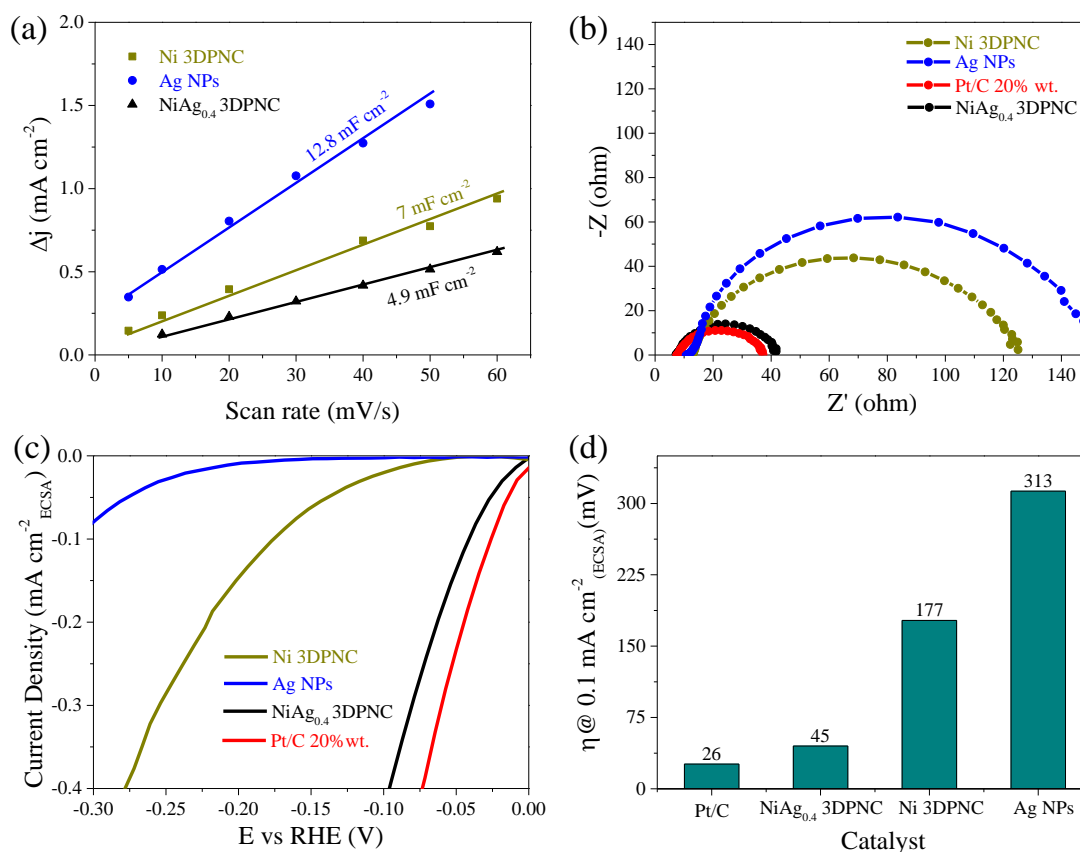 (a)
2.0
1.5
1.0
0.5
0.0
Δj (mA cm-2)
Ni 3DPNC
Ag NPs
NiAg0.4 3DPNC
12.8 mF cm-2
7 mF cm-2
4.9 mF cm-2
0 10 20 30 40 50 60
Scan rate (mV/s)
(b)
140
120
100
80
60
40
20
0
-Z (ohm)
Ni 3DPNC
Ag NPs
Pt/C 20% wt.
NiAg0.4 3DPNC
0 20 40 60 80 100 120 140
Z' (ohm)
(c)
0.0
-0.1
-0.2
-0.3
-0.4
Current Density (mA cm-2 ECSA)
Ni 3DPNC
Ag NPs
NiAg0.4 3DPNC
Pt/C 20%wt.
-0.30 -0.25 -0.20 -0.15 -0.10 -0.05 0.00
E vs RHE (V)
(d)
300
225
150
75
0
η@ 0.1 mA cm-2 (ECSA)(mV)
26
45
177
313
Pt/C NiAg0.4 3DPNC Ni 3DPNC Ag NPs
Catalyst